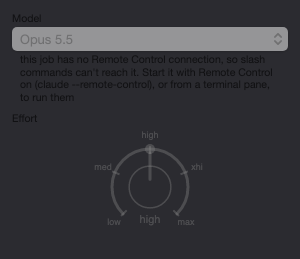 Model
Opus 5.5
this job has no Remote Control connection, so slash
commands can't reach it. Start it with Remote Control
on (claude --remote-control), or from a terminal pane,
to run them
Effort
high
med
xhi
low
high
max